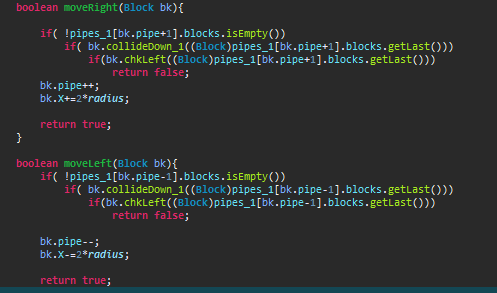 boolean moveRight(Block bk){
if( !pipes_1[bk.pipe+1].blocks.isEmpty())
if( bk.collideDown_1((Block)pipes_1[bk.pipe+1].blocks.getLast()))
if(bk.chkLeft((Block)pipes_1[bk.pipe+1].blocks.getLast()))
return false;
bk.pipe++;
bk.X+=2*radius;
return true;
}
boolean moveLeft(Block bk){
if( !pipes_1[bk.pipe-1].blocks.isEmpty())
if( bk.collideDown_1((Block)pipes_1[bk.pipe-1].blocks.getLast()))
if(bk.chkLeft((Block)pipes_1[bk.pipe-1].blocks.getLast()))
return false;
bk.pipe--;
bk.X-=2*radius;
return true;